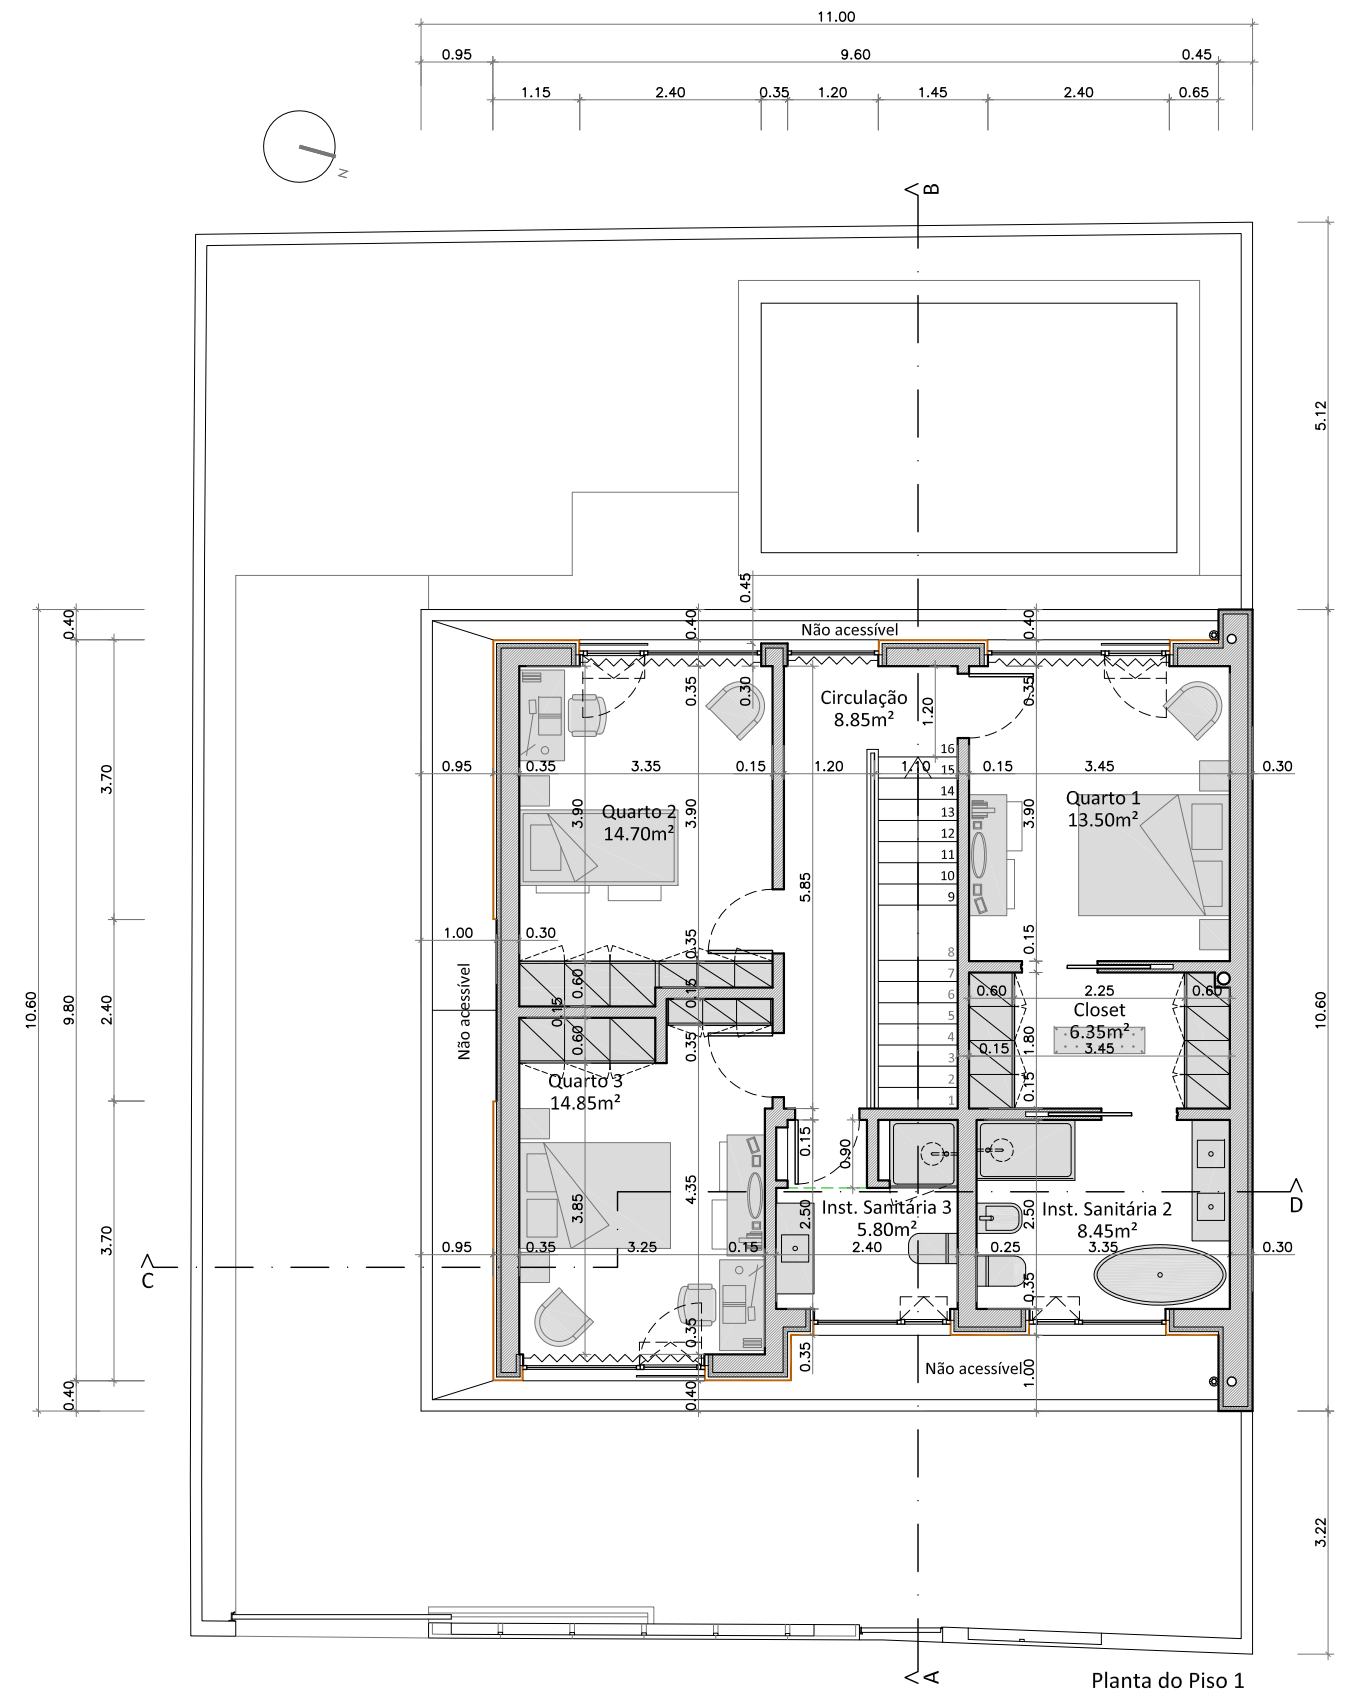 11.00
0.95 9.60 0.45
1.15 2.40 0.35 1.20 1.45 2.40 0.65
N
B
5.12
0.45
0.40 0.40 0.40
Não acessível
0.35 0.30 0.35
Circulação
8.85m²
1.20
16
0.95 0.35 3.35 0.15 1.20 1.10 15 0.15 3.45 0.30
3.70
14
Quarto 1
13.50m²
13
Quarto 2
14.70m²
3.90 3.90 3.90
12
11
10
9
5.85
1.00 0.30
0.35
0.15
8
7
0.60
0.15
0.60 2.25 0.60
6
10.60
9.80
2.40
Não acessível
0.15
5
Closet
6.35m²
10.60
4
0.60
0.35
1.80
0.15 3.45
3
Quarto 3
14.85m²
2
0.15
1
0.15
0.90
3.85
4.35
2.50
Inst. Sanitária 3
5.80m²
2.50
Inst. Sanitária 2
8.45m²
D
3.70
0.95 0.35 3.25 0.15 2.40 0.25 3.35 0.30
C
0.35
0.35
0.35
Não acessível
1.00
0.40
0.40
3.22
A
Planta do Piso 1